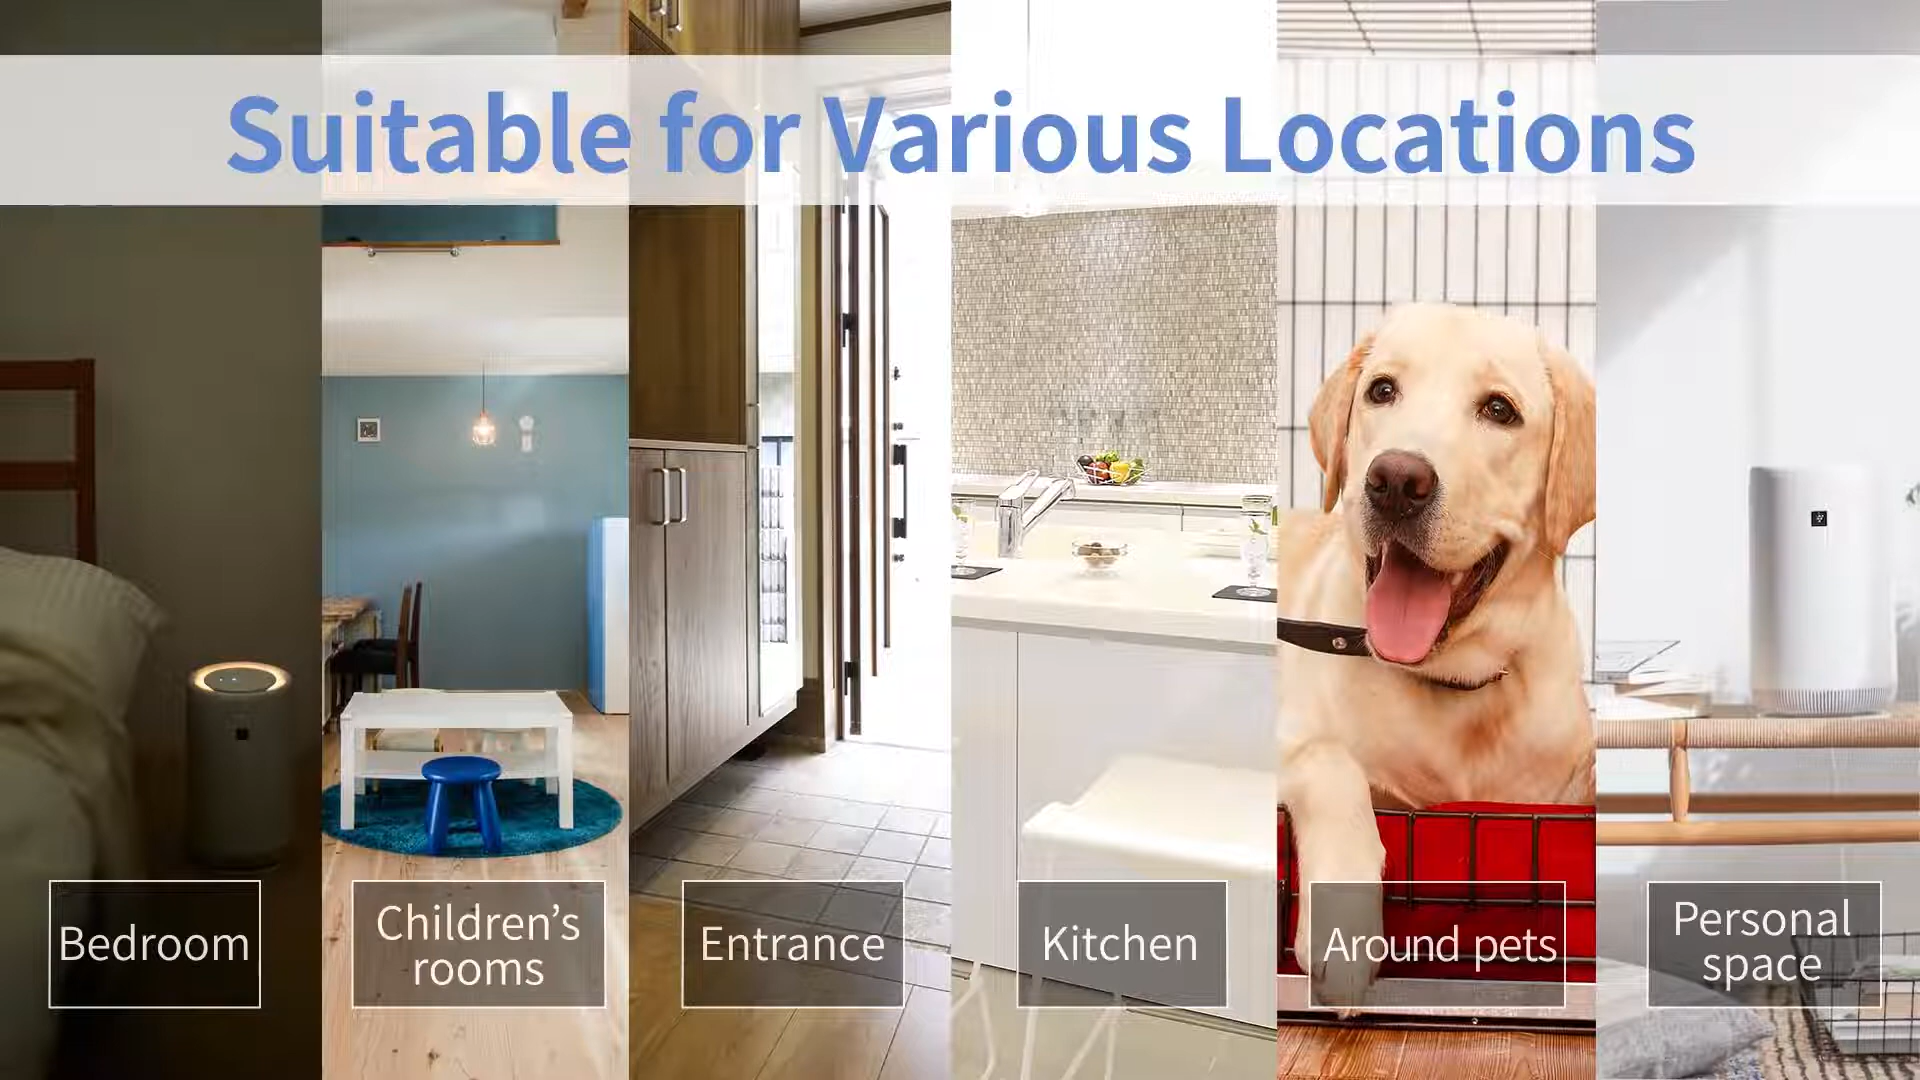 Suitable for Various Locations
Bedroom
Children’s
rooms
Entrance
Kitchen
Around pets
Personal
space